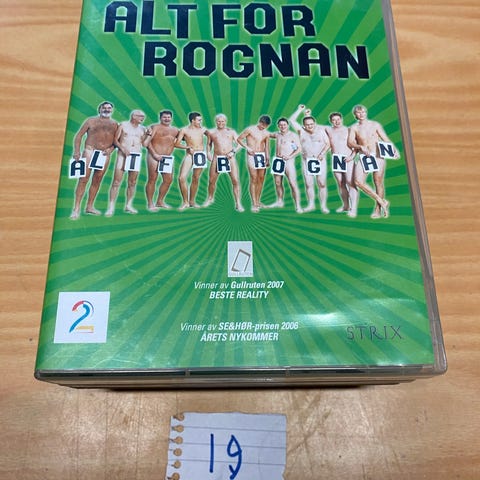 ALT FOR
ROGNAN
ALT FOR ROGNAN
Vinner av Gullruten 2007
BESTE REALITY
2
Vinner av SE&HØR-prisen 2006
ÅRETS NYKOMMER
STRIX
19